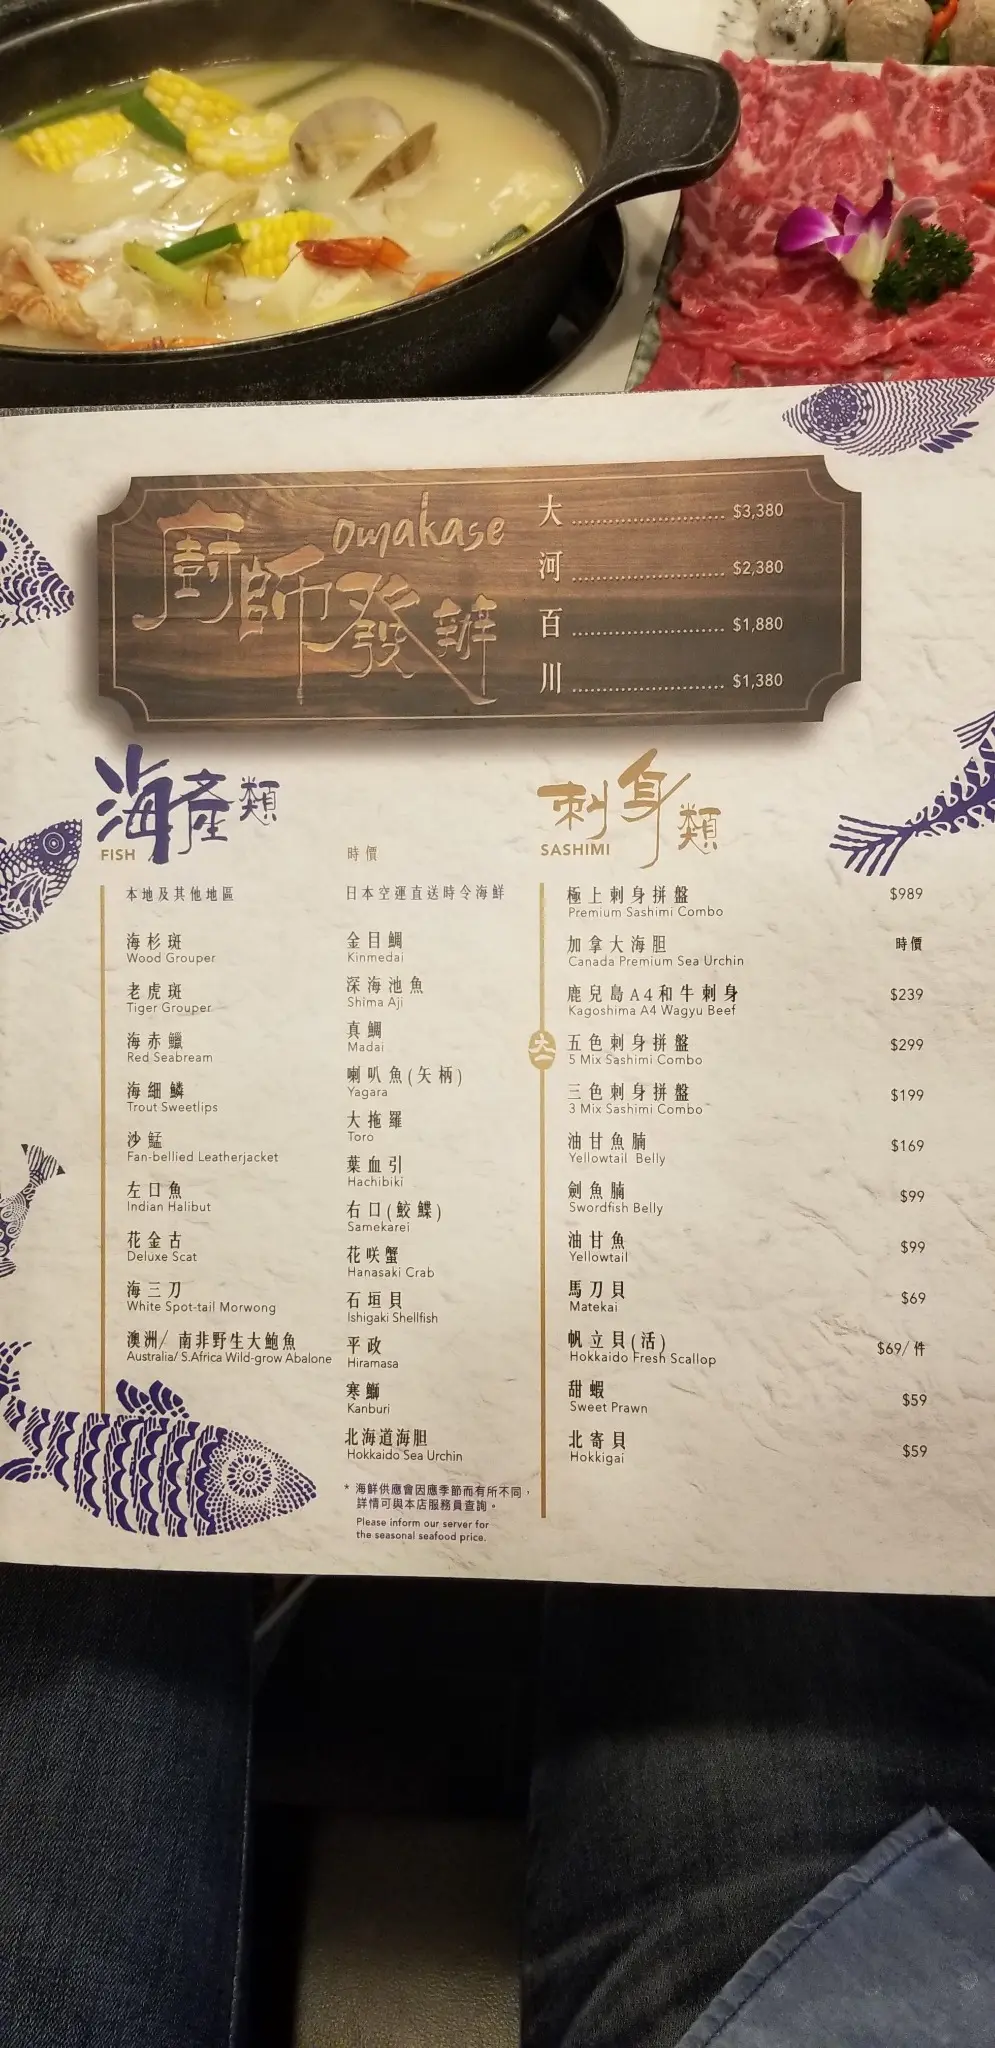 廚師發辦
omakase
大 ........................ $3,380
河 ........................ $2,380
百 ........................ $1,880
川 ........................ $1,380
海產類
FISH
時價
本地及其他地區
海杉斑
Wood Grouper
老虎斑
Tiger Grouper
海赤鱲
Red Seabream
海細鱗
Trout Sweetlips
沙鯭
Fan-bellied Leatherjacket
左口魚
Indian Halibut
花金古
Deluxe Scat
海三刀
White Spot-tail Morwong
澳洲/ 南非野生大鮑魚
Australia/ S.Africa Wild-grow Abalone
日本空運直送時令海鮮
金目鯛
Kinmedai
深海池魚
Shima Aji
真鯛
Madai
喇叭魚(矢柄)
Yagara
大拖羅
Toro
葉血引
Hachibiki
右口(鮫鰈)
Samekarei
花咲蟹
Hanasaki Crab
石垣貝
Ishigaki Shellfish
平政
Hiramasa
寒鰤
Kanburi
北海道海胆
Hokkaido Sea Urchin
* 海鮮供應會因應季節而有所不同，
詳情可與本店服務員查詢。
Please inform our server for
the seasonal seafood price.
刺身類
SASHIMI
極上刺身拼盤 $989
Premium Sashimi Combo
加拿大海胆 時價
Canada Premium Sea Urchin
鹿兒島A4和牛刺身 $239
Kagoshima A4 Wagyu Beef
五色刺身拼盤 $299
5 Mix Sashimi Combo
三色刺身拼盤 $199
3 Mix Sashimi Combo
油甘魚腩 $169
Yellowtail Belly
劍魚腩 $99
Swordfish Belly
油甘魚 $99
Yellowtail
馬刀貝 $69
Matekai
帆立貝(活) $69/件
Hokkaido Fresh Scallop
甜蝦 $59
Sweet Prawn
北寄貝 $59
Hokkigai